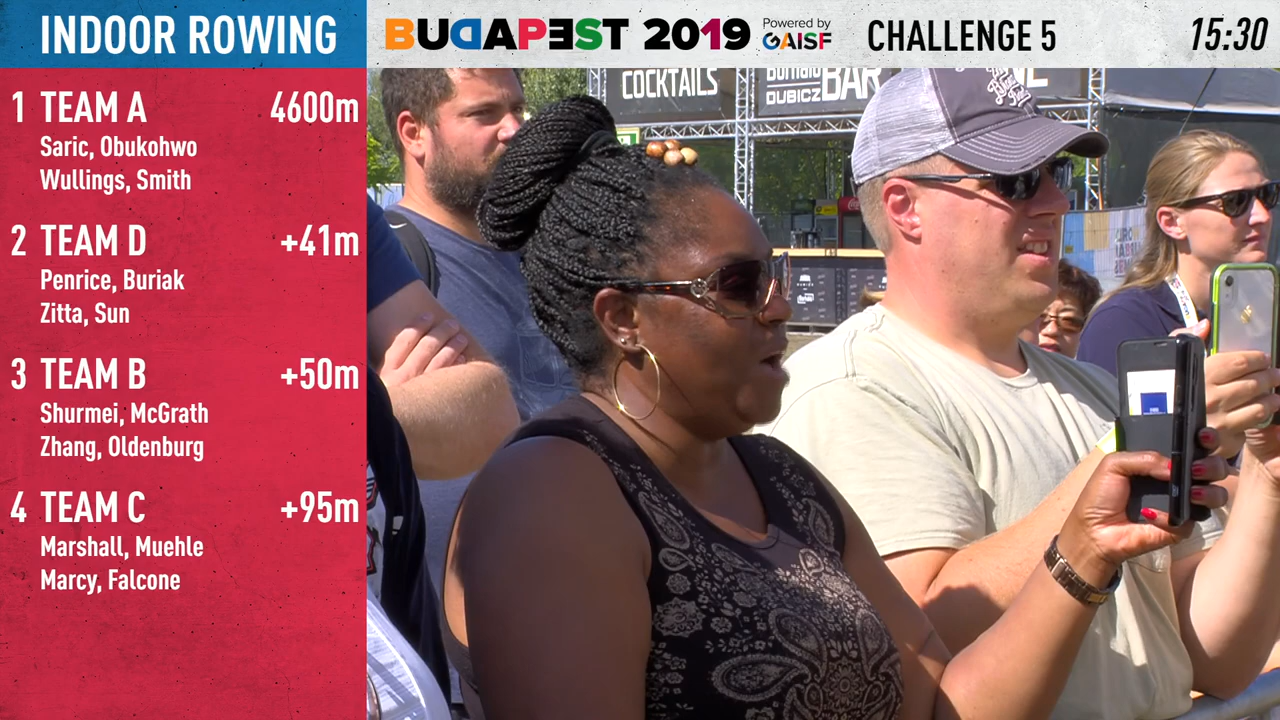 INDOOR ROWING
BUDAPEST 2019
Powered by
GAISF
CHALLENGE 5
15:30
1 TEAM A 4600m
Saric, Obukohwo
Wullings, Smith
2 TEAM D +41m
Penrice, Buriak
Zitta, Sun
3 TEAM B +50m
Shurmei, McGrath
Zhang, Oldenburg
4 TEAM C +95m
Marshall, Muehle
Marcy, Falcone
COCKTAILS
buffalo
DUBICZ BAR